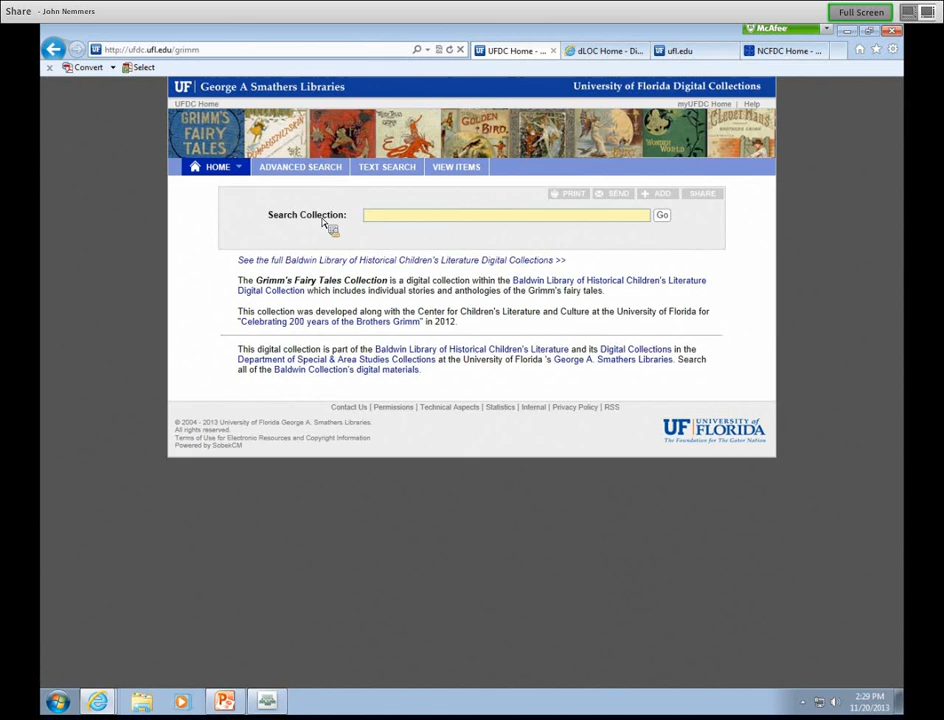 Share - John Nemmers
Full Screen
McAfee
http://ufdc.ufl.edu/grimm
UFDC Home - ...
dLOC Home - Di...
ufl.edu
NCFDC Home - ...
Convert
Select
UF George A Smathers Libraries
University of Florida Digital Collections
UFDC Home
myUFDC Home | Help
GRIMM'S FAIRY TALES
GOLDEN BIRD
WONDER WORLD
HOME
ADVANCED SEARCH
TEXT SEARCH
VIEW ITEMS
PRINT
SEND
ADD
SHARE
Search Collection:
Go
See the full Baldwin Library of Historical Children's Literature Digital Collections >>
The Grimm's Fairy Tales Collection is a digital collection within the Baldwin Library of Historical Children's Literature
Digital Collection which includes individual stories and anthologies of the Grimm's fairy tales.
This collection was developed along with the Center for Children's Literature and Culture at the University of Florida for
"Celebrating 200 years of the Brothers Grimm" in 2012.
This digital collection is part of the Baldwin Library of Historical Children's Literature and its Digital Collections in the
Department of Special & Area Studies Collections at the University of Florida 's George A. Smathers Libraries. Search
all of the Baldwin Collection's digital materials.
Contact Us | Permissions | Technical Aspects | Statistics | Internal | Privacy Policy | RSS
© 2004 - 2013 University of Florida George A. Smathers Libraries.
All rights reserved.
Terms of Use for Electronic Resources and Copyright Information
Powered by SobekCM
UF UNIVERSITY of FLORIDA
The Foundation for The Gator Nation
2:29 PM
11/20/2013